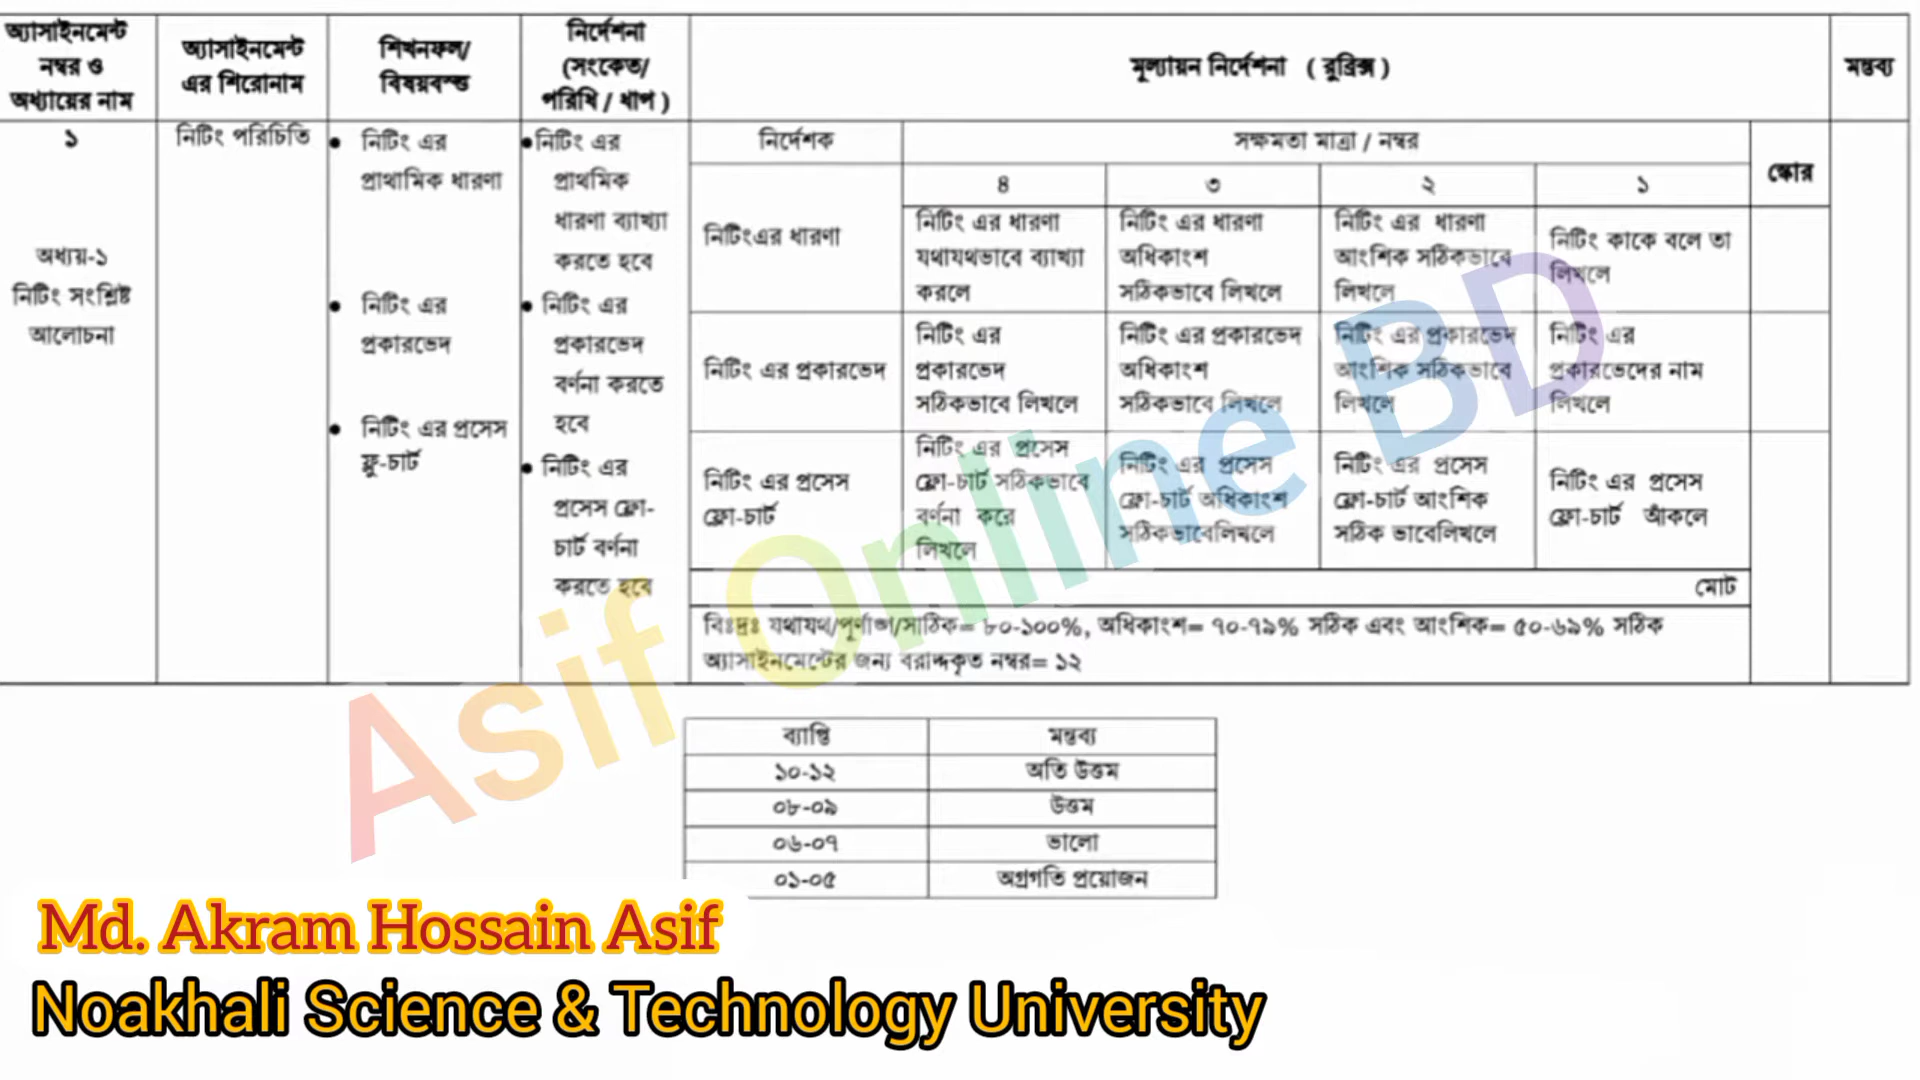 অ্যাসাইনমেন্ট নম্বর ও অধ্যায়ের নাম
অ্যাসাইনমেন্ট এর শিরোনাম
শিখনফল/ বিষয়বস্তু
নির্দেশনা (সংকেত/ পরিধি / ধাপ )
মূল্যায়ন নির্দেশনা ( রুব্রিক্স )
মন্তব্য
১
অধ্যয়-১
নিটিং সংশ্লিষ্ট
আলোচনা
নিটিং পরিচিতি
নিটিং এর
প্রাথামিক ধারণা
নিটিং এর
প্রকারভেদ
নিটিং এর প্রসেস
ফ্লু-চার্ট
নিটিং এর
প্রাথমিক
ধারণা ব্যাখ্যা
করতে হবে
নিটিং এর
প্রকারভেদ
বর্ণনা করতে
হবে
নিটিং এর
প্রসেস ফ্লো-
চার্ট বর্ণনা
করতে হবে
নির্দেশক
সক্ষমতা মাত্রা / নম্বর
স্কোর
৪
৩
২
১
নিটিংএর ধারণা
নিটিং এর ধারণা
যথাযথভাবে ব্যাখ্যা
করলে
নিটিং এর ধারণা
অধিকাংশ
সঠিকভাবে লিখলে
নিটিং এর ধারণা
আংশিক সঠিকভাবে
লিখলে
নিটিং কাকে বলে তা
লিখলে
নিটিং এর প্রকারভেদ
নিটিং এর
প্রকারভেদ
সঠিকভাবে লিখলে
নিটিং এর প্রকারভেদ
অধিকাংশ
সঠিকভাবে লিখলে
নিটিং এর প্রকারভেদ
আংশিক সঠিকভাবে
লিখলে
নিটিং এর
প্রকারভেদের নাম
লিখলে
নিটিং এর প্রসেস
ফ্লো-চার্ট
নিটিং এর প্রসেস
ফ্লো-চার্ট সঠিকভাবে
বর্ণনা করে
লিখলে
নিটিং এর প্রসেস
ফ্লো-চার্ট অধিকাংশ
সঠিকভাবেলিখলে
নিটিং এর প্রসেস
ফ্লো-চার্ট আংশিক
সঠিক ভাবেলিখলে
নিটিং এর প্রসেস
ফ্লো-চার্ট আঁকলে
মোট
বিঃদ্রঃ যথাযথ/পূর্ণাঙ্গ/সাঠিক= ৮০-১০০%, অধিকাংশ= ৭০-৭৯% সঠিক এবং আংশিক= ৫০-৬৯% সঠিক
অ্যাসাইনমেন্টের জন্য বরাদ্দকৃত নম্বর= ১২
ব্যাপ্তি মন্তব্য
১০-১২ অতি উত্তম
০৮-০৯ উত্তম
০৬-০৭ ভালো
০১-০৫ অগ্রগতি প্রয়োজন
Asif Online BD
Md. Akram Hossain Asif
Noakhali Science & Technology University